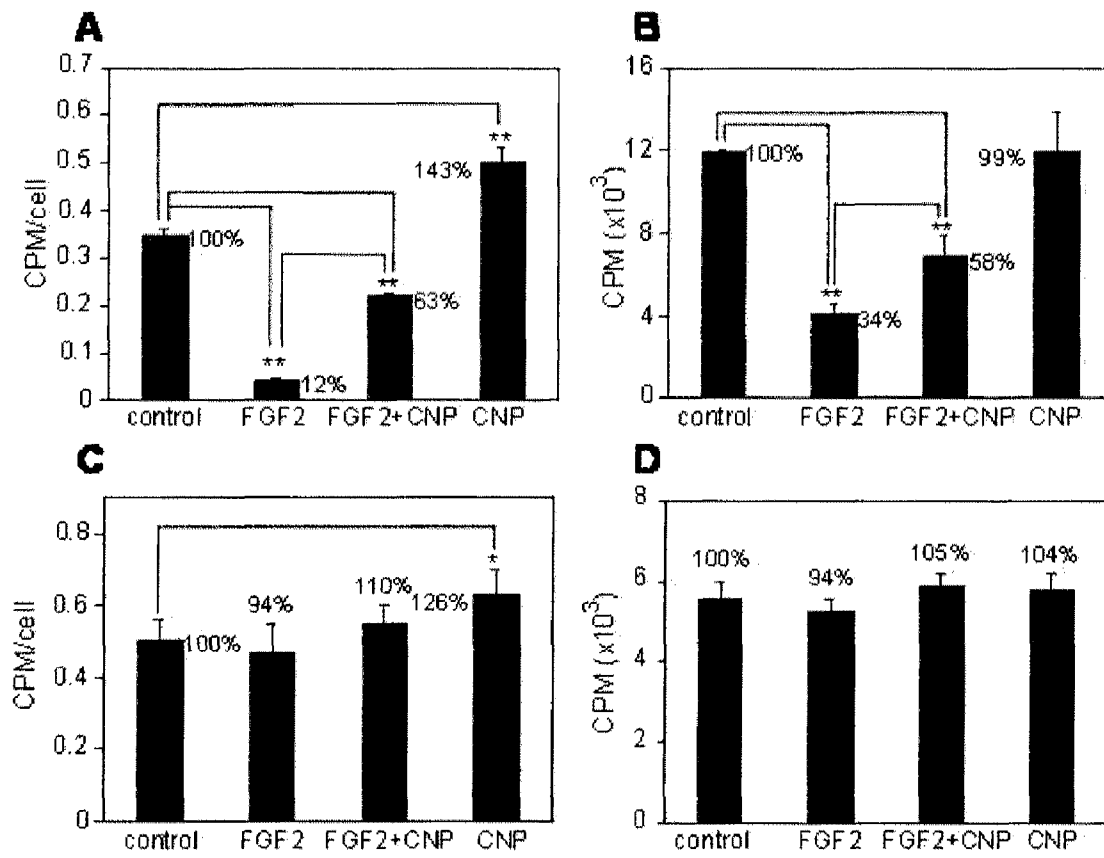 A
0.7
0.6
0.5
0.4
0.3
0.2
0.1
0
CPM/cell
100%
**
12%
**
63%
**
143%
control
FGF2
FGF2+CNP
CNP
B
16
12
8
4
0
CPM (x10³)
100%
**
34%
**
58%
99%
control
FGF2
FGF2+CNP
CNP
C
0.8
0.6
0.4
0.2
0
CPM/cell
100%
94%
110%
126%
*
control
FGF2
FGF2+CNP
CNP
D
8
6
4
2
0
CPM (x10³)
100%
94%
105%
104%
control
FGF2
FGF2+CNP
CNP